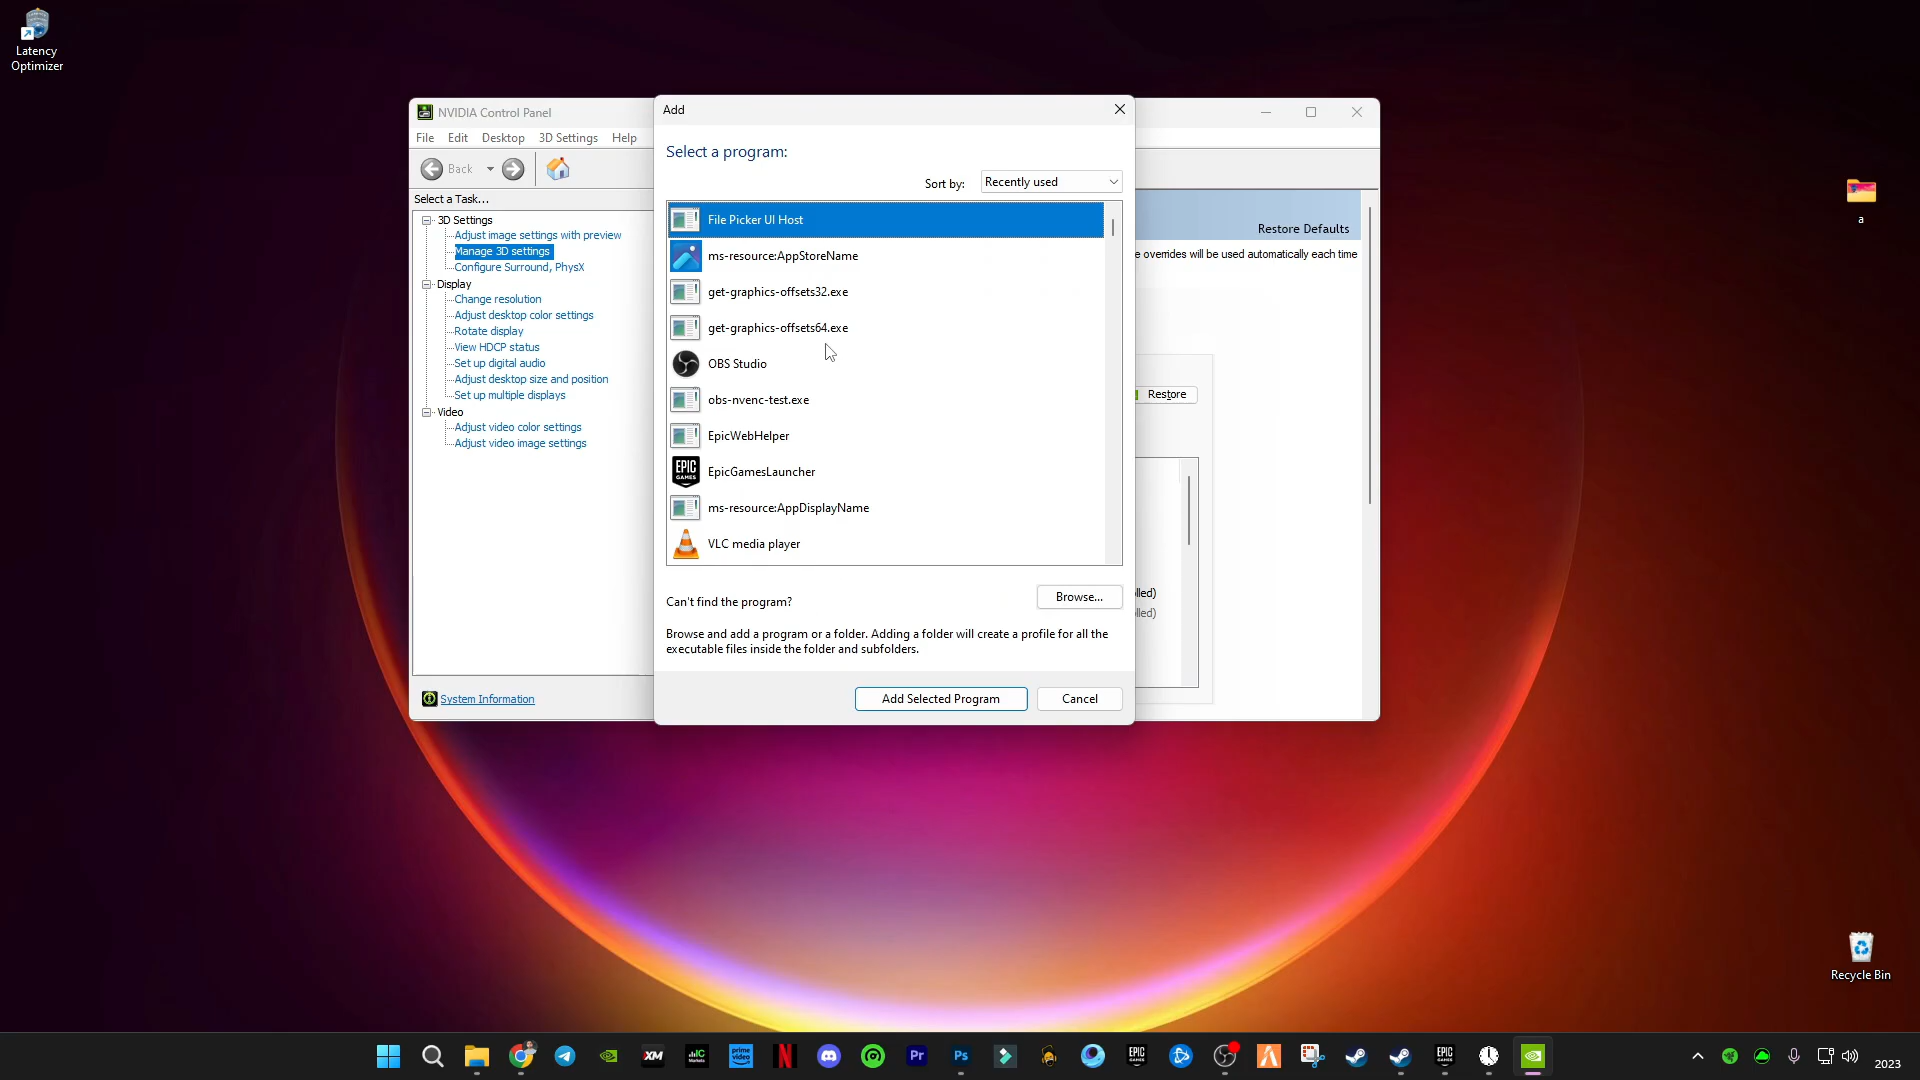 Latency
Optimizer
NVIDIA Control Panel
File Edit Desktop 3D Settings Help
Back
Select a Task...
3D Settings
Adjust image settings with preview
Manage 3D settings
Configure Surround, PhysX
Display
Change resolution
Adjust desktop color settings
Rotate display
View HDCP status
Set up digital audio
Adjust desktop size and position
Set up multiple displays
Video
Adjust video color settings
Adjust video image settings
System Information
Add
Select a program:
Sort by: Recently used
File Picker UI Host
ms-resource:AppStoreName
get-graphics-offsets32.exe
get-graphics-offsets64.exe
OBS Studio
obs-nvenc-test.exe
EpicWebHelper
EPIC GAMES
EpicGamesLauncher
ms-resource:AppDisplayName
VLC media player
Can't find the program?
Browse...
Browse and add a program or a folder. Adding a folder will create a profile for all the
executable files inside the folder and subfolders.
Add Selected Program Cancel
Restore Defaults
e overrides will be used automatically each time
Restore
lled)
lled)
a
Recycle Bin
XM
prime video
Pr
Ps
EPIC
EPIC
2023